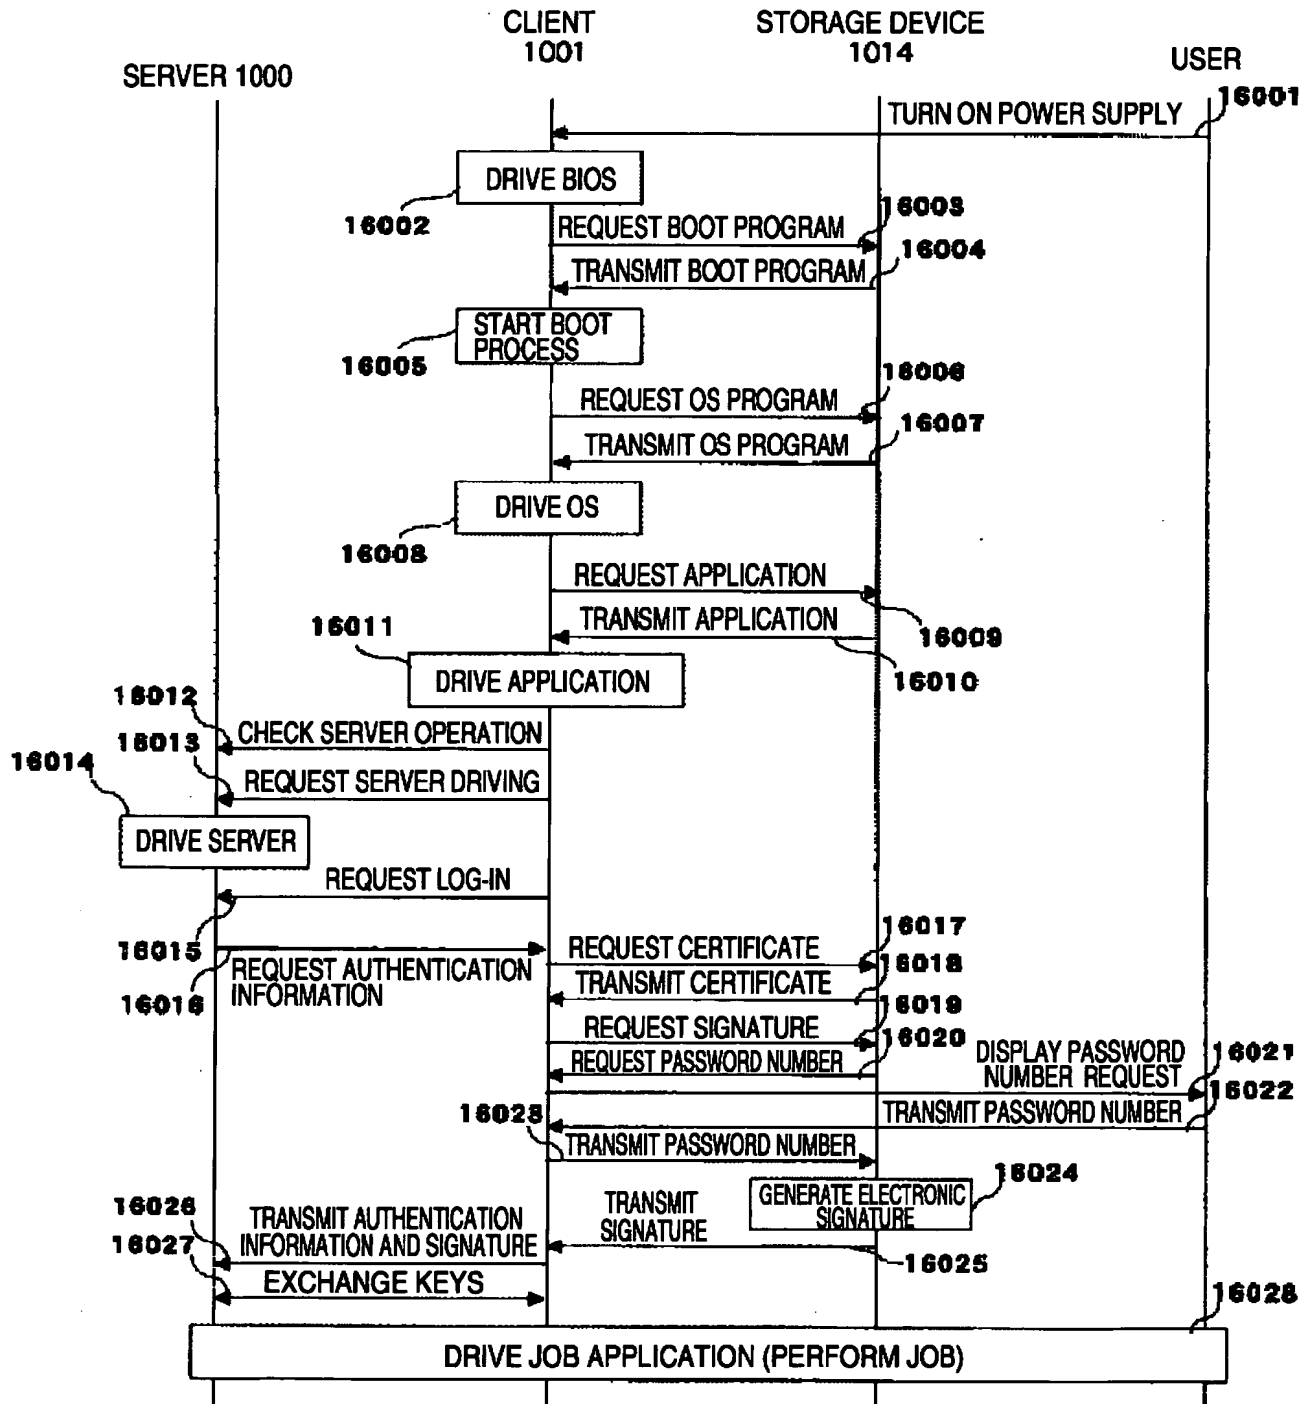 CLIENT
1001
STORAGE DEVICE
1014
SERVER 1000
USER
16001
TURN ON POWER SUPPLY
DRIVE BIOS
16002
16003
REQUEST BOOT PROGRAM
16004
TRANSMIT BOOT PROGRAM
START BOOT
PROCESS
16005
16006
REQUEST OS PROGRAM
16007
TRANSMIT OS PROGRAM
DRIVE OS
16008
REQUEST APPLICATION
16009
TRANSMIT APPLICATION
16010
16011
DRIVE APPLICATION
16012
CHECK SERVER OPERATION
16013
REQUEST SERVER DRIVING
16014
DRIVE SERVER
REQUEST LOG-IN
16015
16016
REQUEST AUTHENTICATION
INFORMATION
16017
REQUEST CERTIFICATE
16018
TRANSMIT CERTIFICATE
16019
REQUEST SIGNATURE
16020
REQUEST PASSWORD NUMBER
DISPLAY PASSWORD
NUMBER REQUEST
16021
16022
TRANSMIT PASSWORD NUMBER
16023
TRANSMIT PASSWORD NUMBER
16024
GENERATE ELECTRONIC
SIGNATURE
TRANSMIT
SIGNATURE
16025
16026
TRANSMIT AUTHENTICATION
INFORMATION AND SIGNATURE
16027
EXCHANGE KEYS
16028
DRIVE JOB APPLICATION (PERFORM JOB)